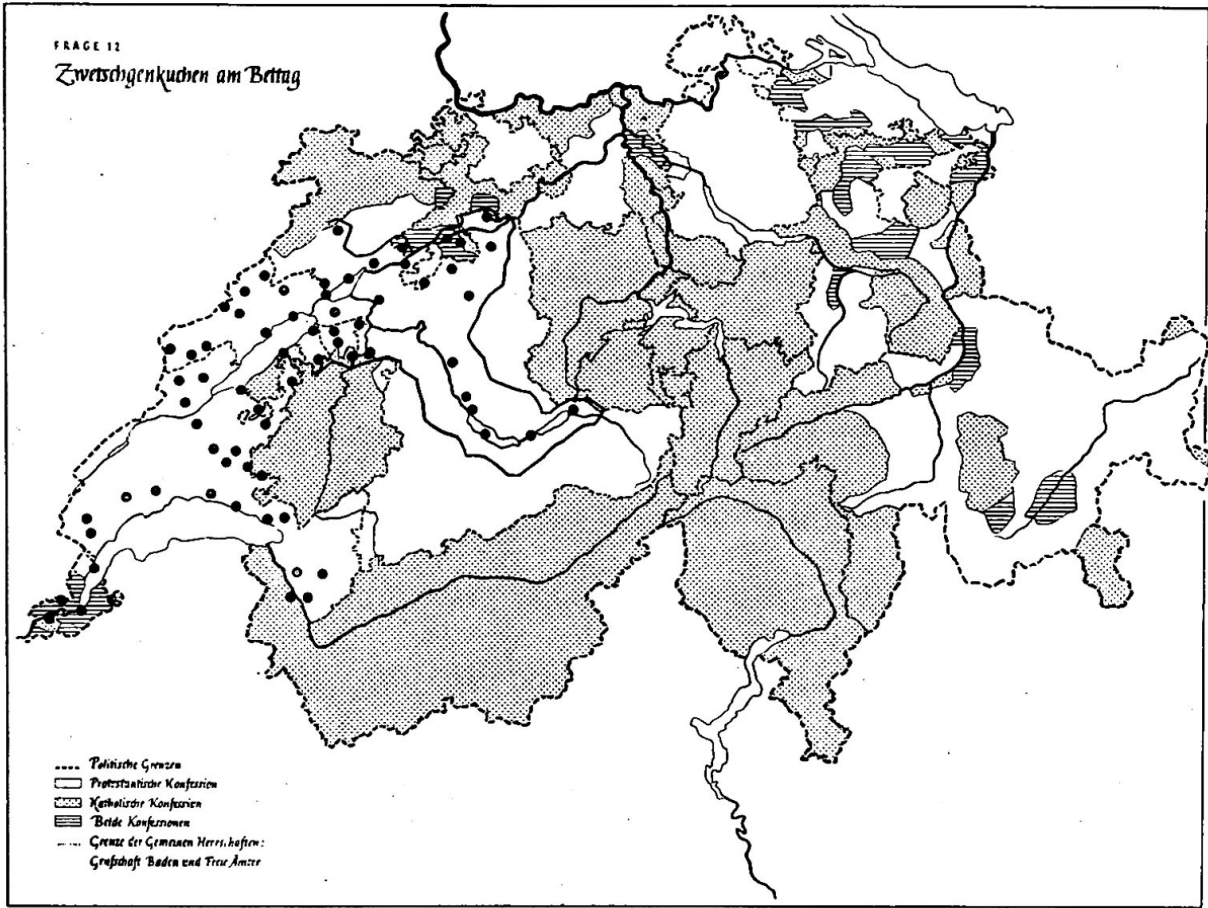 FRAGE 12
Zwetschgenkuchen am Bettag
Politische Grenzen
Protestantische Konfession
Katholische Konfession
Beide Konfessionen
Grenze der Gemeinen Herrschaften:
Grafschaft Baden und Freie Ämter